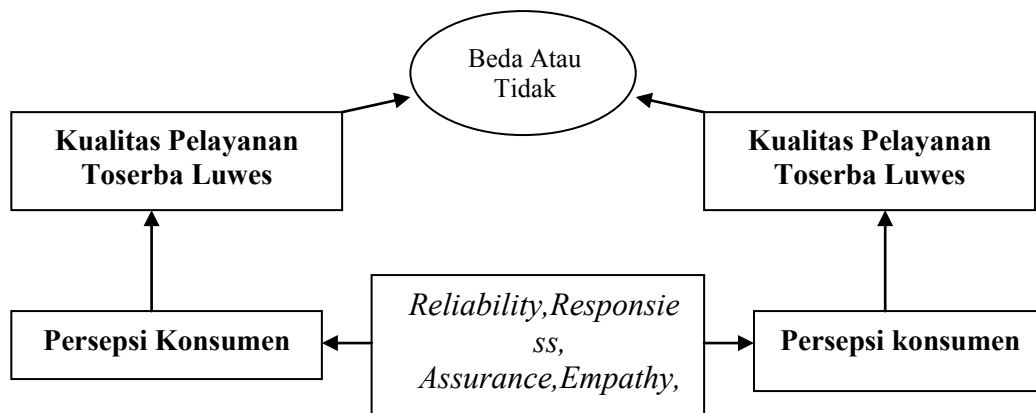 Beda Atau
Tidak
Kualitas Pelayanan
Toserba Luwes
Kualitas Pelayanan
Toserba Luwes
Persepsi Konsumen
Reliability,Responsie
ss,
Assurance,Empathy,
Persepsi konsumen